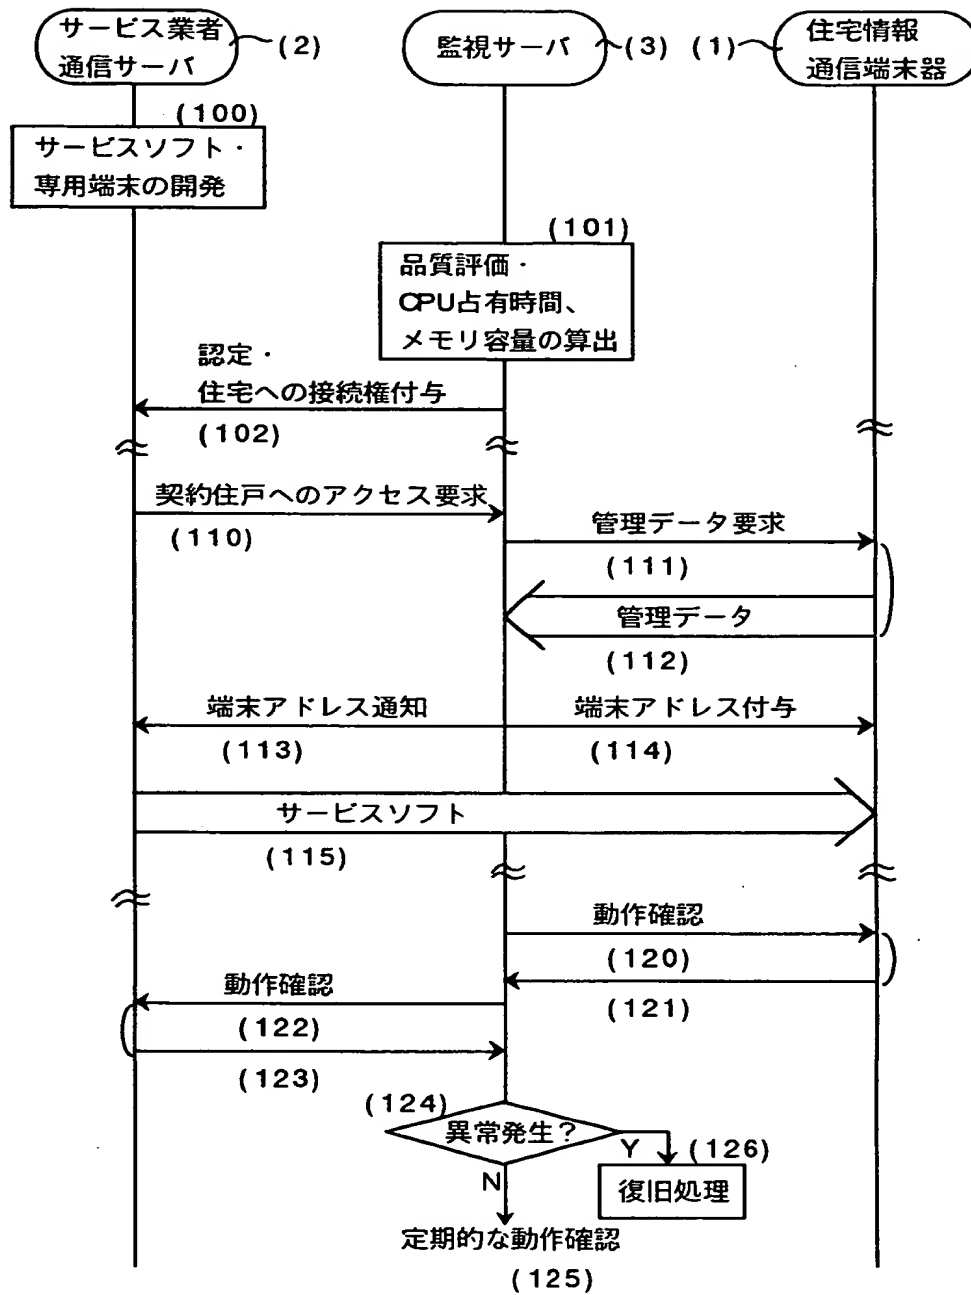 サービス業者
通信サーバ
(2)
監視サーバ
(3)
(1)
住宅情報
通信端末器
(100)
サービスソフト・
専用端末の開発
(101)
品質評価・
CPU占有時間、
メモリ容量の算出
認定・
住宅への接続権付与
(102)
契約住戸へのアクセス要求
(110)
管理データ要求
(111)
管理データ
(112)
端末アドレス通知
(113)
端末アドレス付与
(114)
サービスソフト
(115)
動作確認
(120)
(121)
動作確認
(122)
(123)
(124)
異常発生?
Y
(126)
N
復旧処理
定期的な動作確認
(125)